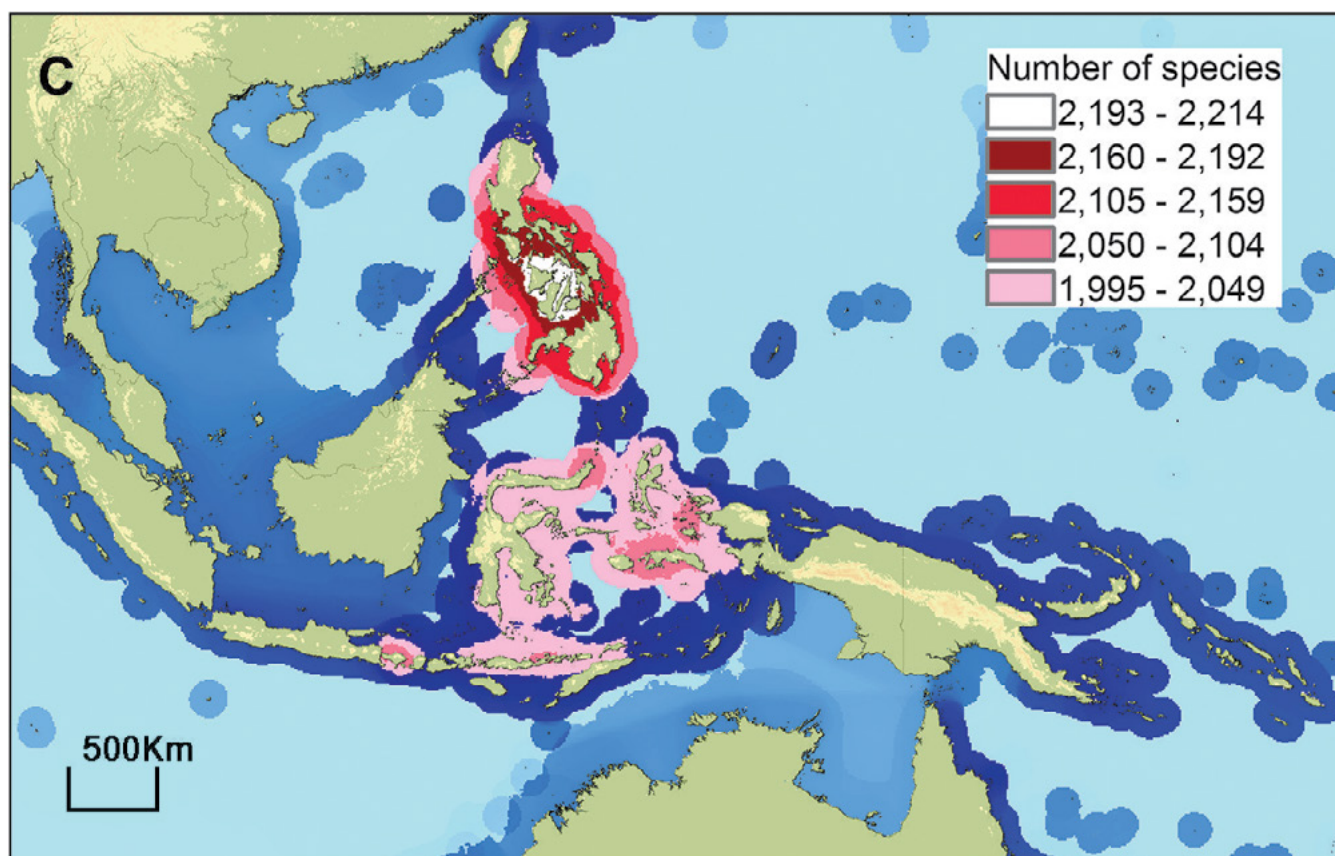 C
Number of species
2,193 - 2,214
2,160 - 2,192
2,105 - 2,159
2,050 - 2,104
1,995 - 2,049
500Km